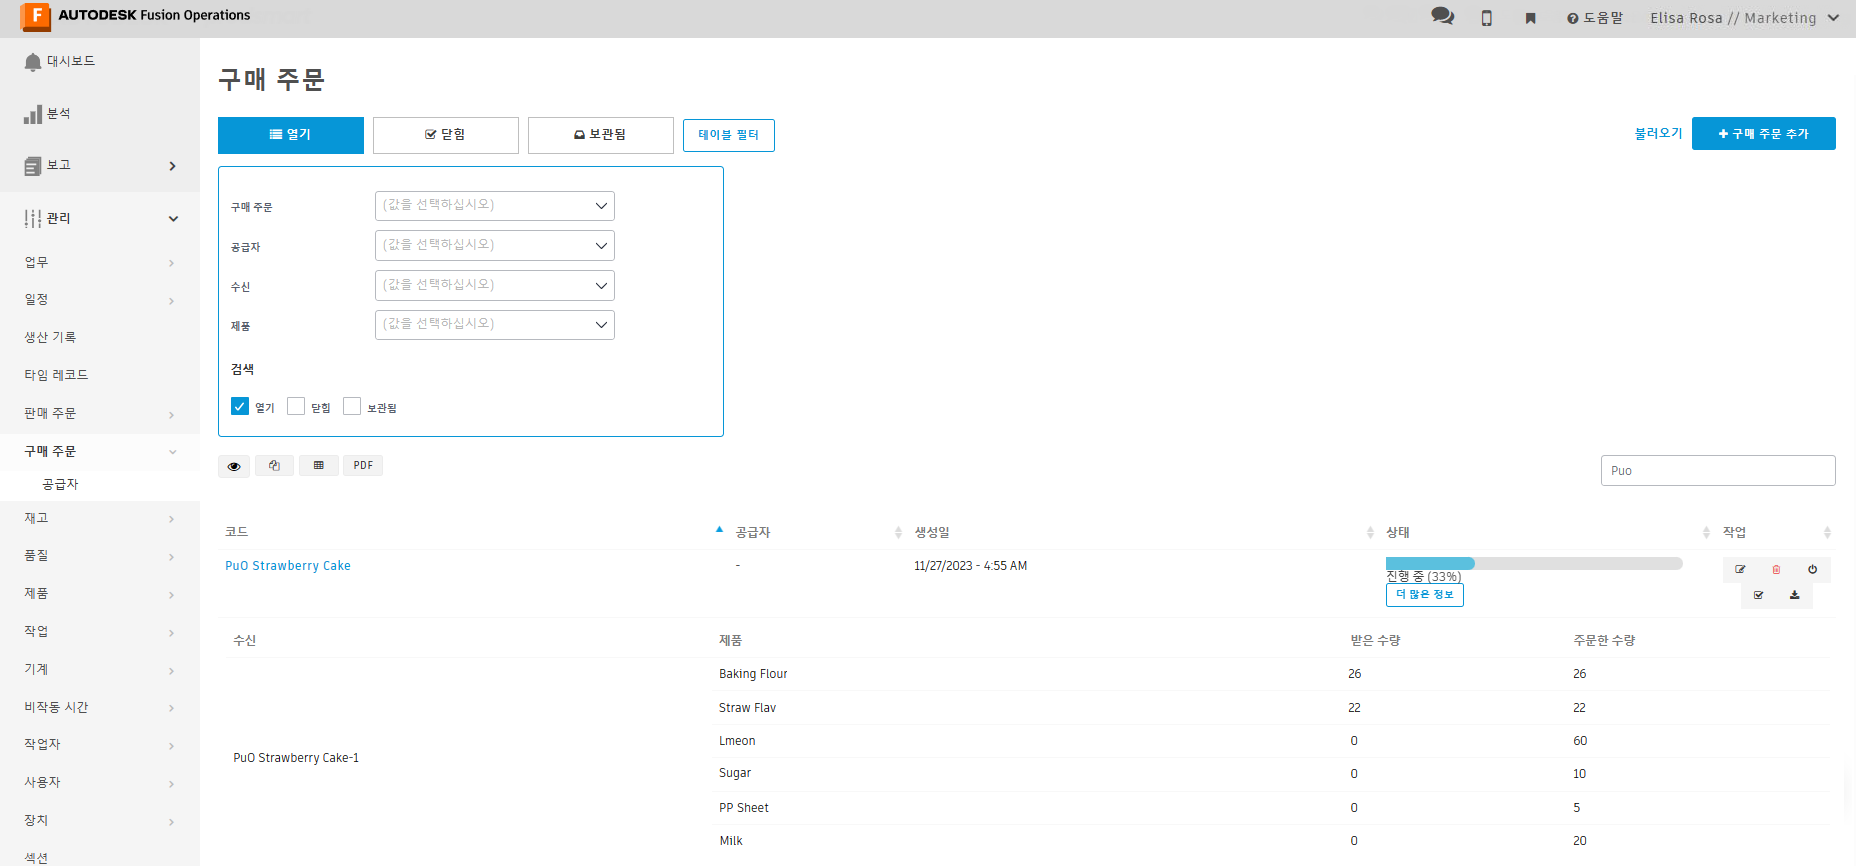 F AUTODESK Fusion Operations
도움말
Elisa Rosa // Marketing
대시보드
분석
보고
관리
업무
일정
생산 기록
타임 레코드
판매 주문
구매 주문
공급자
재고
품질
제품
작업
기계
비작동 시간
작업자
사용자
장치
섹션
구매 주문
열기
닫힘
보관됨
테이블 필터
불러오기
구매 주문 추가
구매 주문 (값을 선택하십시오)
공급자 (값을 선택하십시오)
수신 (값을 선택하십시오)
제품 (값을 선택하십시오)
검색
열기 닫힘 보관됨
PDF
Puo
코드 공급자 생성일 상태 작업
PuO Strawberry Cake - 11/27/2023 - 4:55 AM
진행 중 (33%)
더 많은 정보
수신 제품 받은 수량 주문한 수량
Baking Flour 26 26
Straw Flav 22 22
Lmeon 0 60
PuO Strawberry Cake-1
Sugar 0 10
PP Sheet 0 5
Milk 0 20